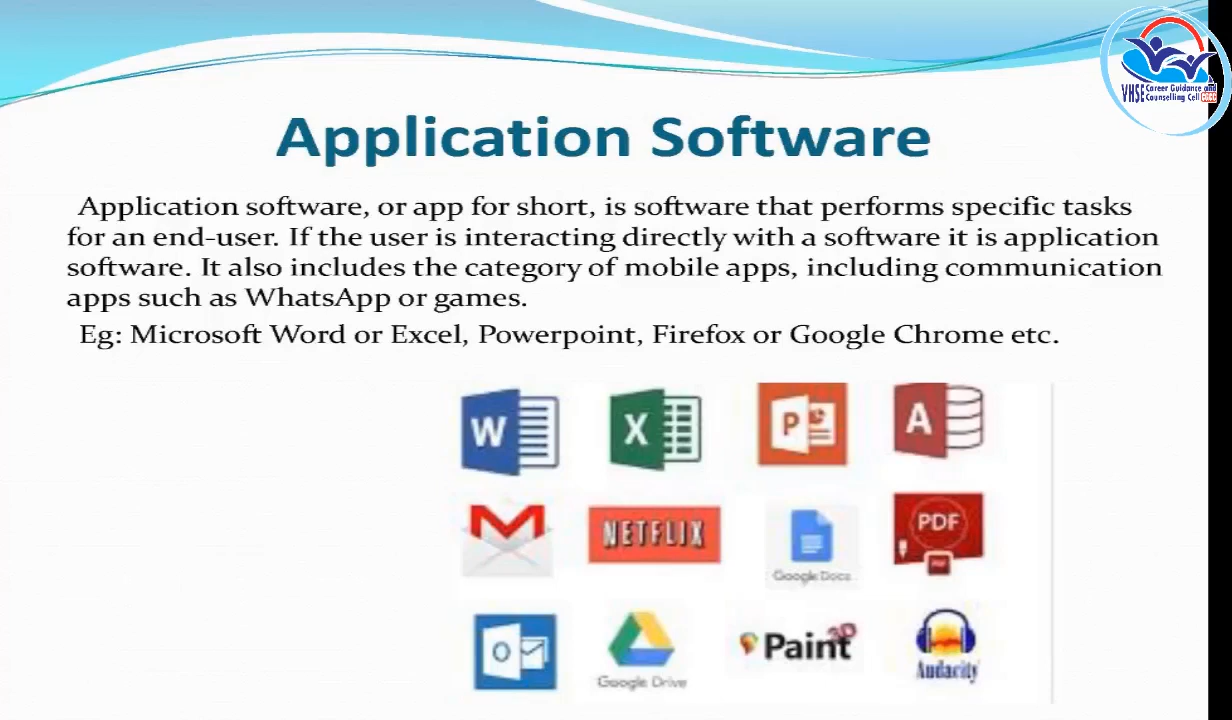 VHSE Career Guidance and
Counselling Cell
Application Software
Application software, or app for short, is software that performs specific tasks
for an end-user. If the user is interacting directly with a software it is application
software. It also includes the category of mobile apps, including communication
apps such as WhatsApp or games.
Eg: Microsoft Word or Excel, Powerpoint, Firefox or Google Chrome etc.
W X P A
M NETFLIX Google Docs PDF
O Google Drive Paint 3D Audacity